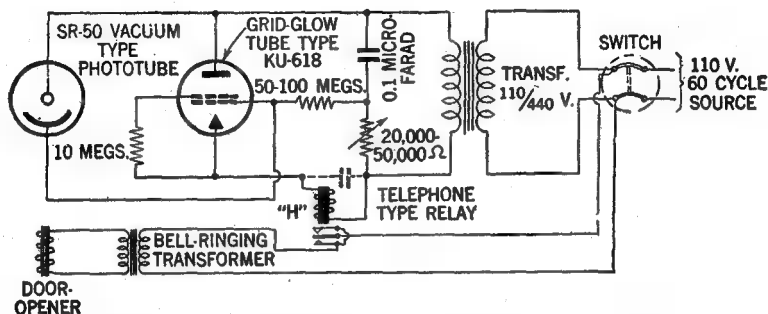 SR-50 VACUUM
TYPE
PHOTOTUBE
GRID-GLOW
TUBE TYPE
KU-618
50-100 MEGS.
10 MEGS.
0.1 MICRO-
FARAD
20,000-
50,000 Ω
TRANSF.
110/440 V.
SWITCH
110 V.
60 CYCLE
SOURCE
"H"
TELEPHONE
TYPE RELAY
BELL-RINGING
TRANSFORMER
DOOR-
OPENER